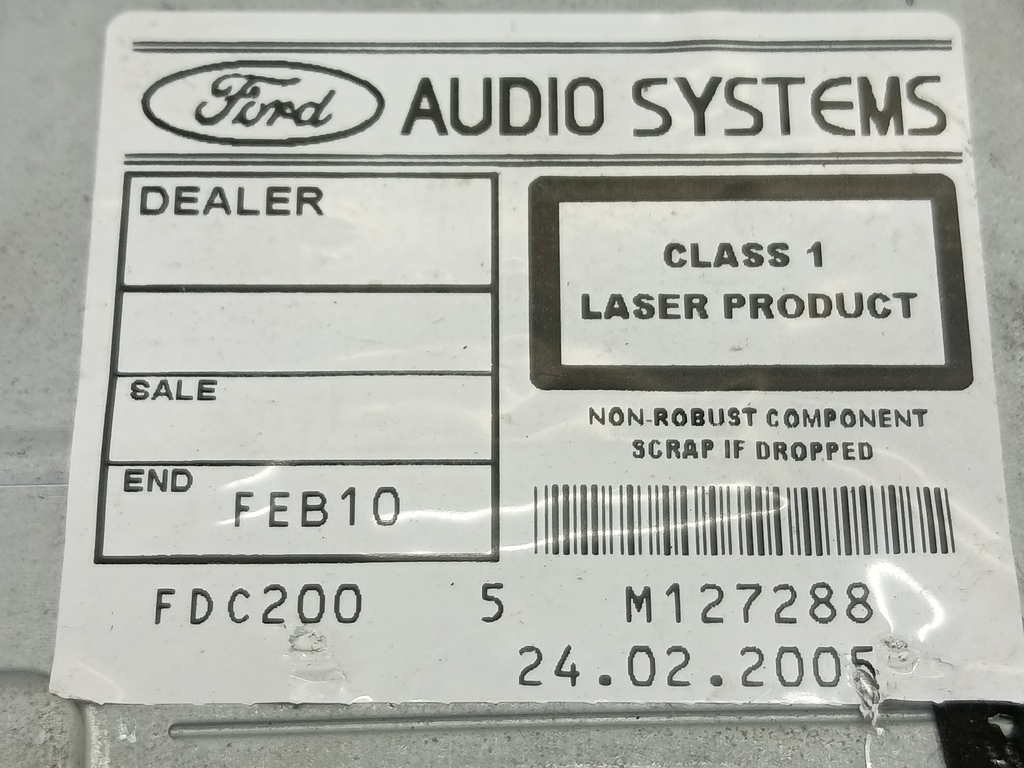 Ford AUDIO SYSTEMS
DEALER
SALE
END
FEB10
CLASS 1
LASER PRODUCT
NON-ROBUST COMPONENT
SCRAP IF DROPPED
FDC200 5 M127288
24.02.2005